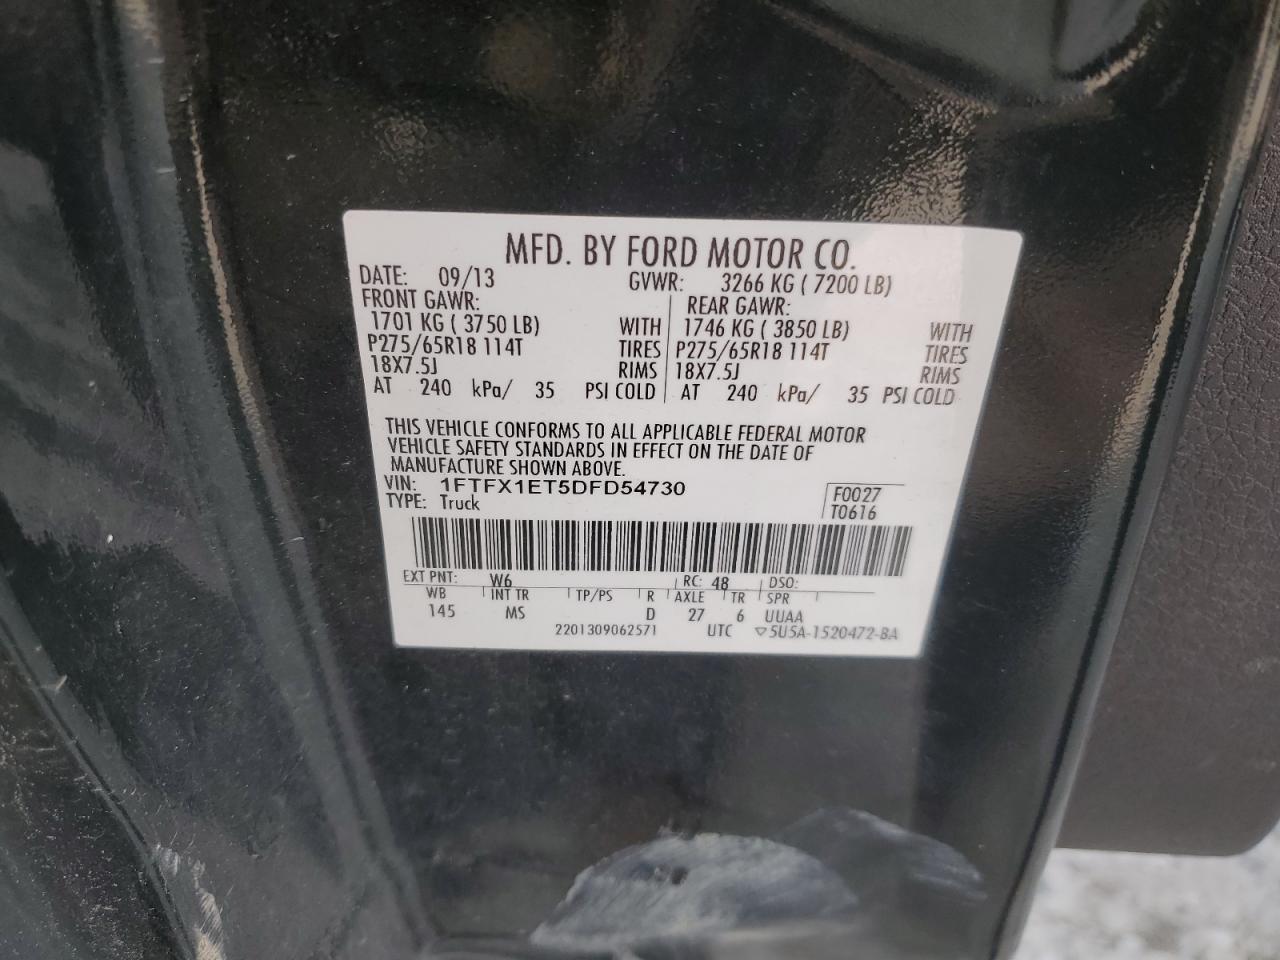 MFD. BY FORD MOTOR CO.
DATE: 09/13 GVWR: 3266 KG ( 7200 LB)
FRONT GAWR: REAR GAWR:
1701 KG ( 3750 LB) WITH 1746 KG ( 3850 LB) WITH
P275/65R18 114T TIRES P275/65R18 114T TIRES
18X7.5J RIMS 18X7.5J RIMS
AT 240 kPa/ 35 PSI COLD AT 240 kPa/ 35 PSI COLD
THIS VEHICLE CONFORMS TO ALL APPLICABLE FEDERAL MOTOR
VEHICLE SAFETY STANDARDS IN EFFECT ON THE DATE OF
MANUFACTURE SHOWN ABOVE.
VIN: 1FTFX1ET5DFD54730 F0027
TYPE: Truck T0616
EXT PNT: W6 RC: 48 DSO:
WB INT TR TP/PS R AXLE TR SPR
145 MS D 27 6 UUAA
2201309062571 UTC ▽5U5A-1520472-BA